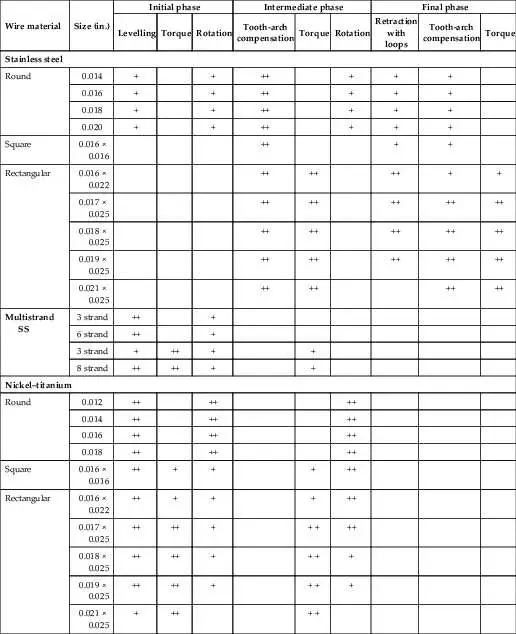 Wire material Size (in.) Initial phase Intermediate phase Final phase
Levelling Torque Rotation Tooth-arch compensation Torque Rotation Retraction with loops Tooth-arch compensation Torque
Stainless steel
Round 0.014 + + ++ + + +
0.016 + + ++ + + +
0.018 + + ++ + + +
0.020 + + ++ + + +
Square 0.016 × 0.016 ++ + +
Rectangular 0.016 × 0.022 ++ ++ ++ + +
0.017 × 0.025 ++ ++ ++ ++ ++
0.018 × 0.025 ++ ++ ++ ++ ++
0.019 × 0.025 ++ ++ ++ ++ ++
0.021 × 0.025 ++ ++ ++ ++
Multistrand SS 3 strand ++ +
6 strand ++ +
3 strand + ++ + +
8 strand ++ ++ + +
Nickel–titanium
Round 0.012 ++ ++ ++
0.014 ++ ++ ++
0.016 ++ ++ ++
0.018 ++ ++ ++
Square 0.016 × 0.016 ++ + + + ++
Rectangular 0.016 × 0.022 ++ + + + ++
0.017 × 0.025 ++ ++ + + + ++
0.018 × 0.025 ++ ++ + + + +
0.019 × 0.025 ++ ++ + + + +
0.021 × 0.025 + ++ + +